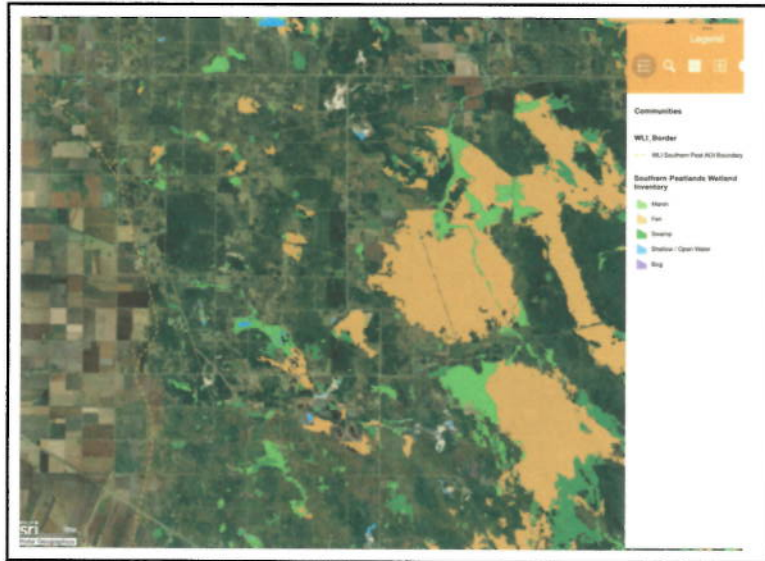 Legend
Communities
WLI_Border
WLI Southern Peat AOI Boundary
Southern Peatlands Wetland
Inventory
Marsh
Fen
Swamp
Shallow / Open Water
Bog
sri